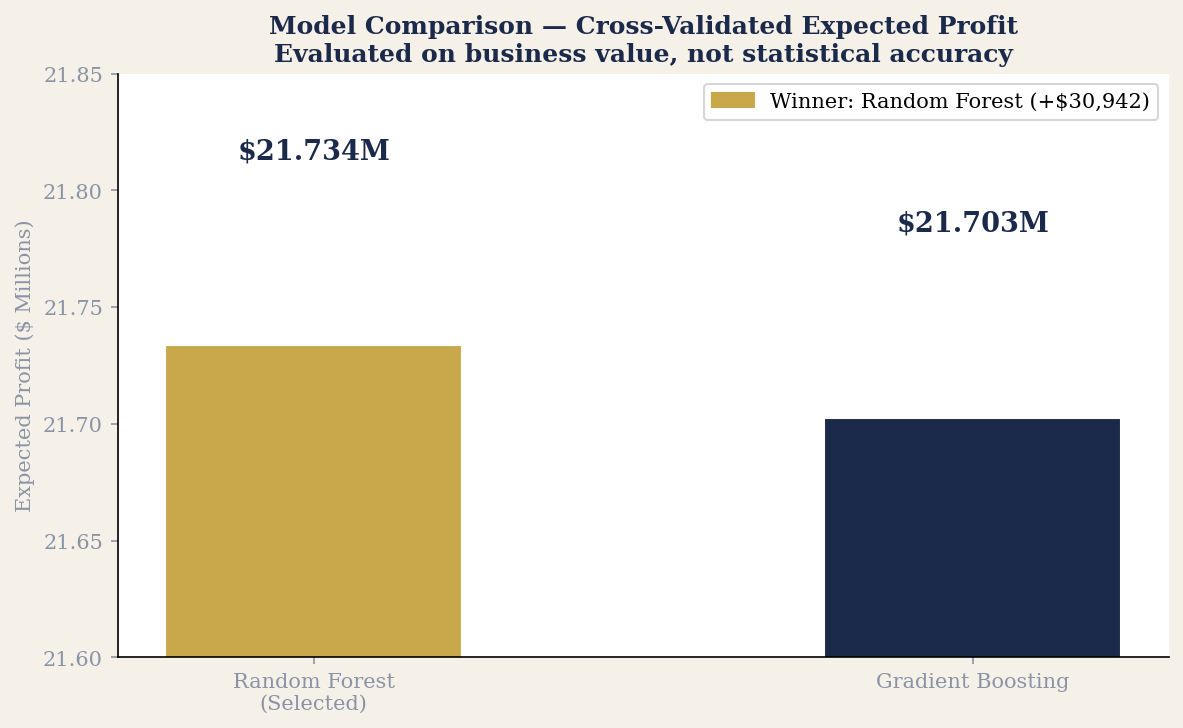 Model Comparison — Cross-Validated Expected Profit
Evaluated on business value, not statistical accuracy
Winner: Random Forest (+$30,942)
$21.734M
$21.703M
Expected Profit ($ Millions)
21.85
21.80
21.75
21.70
21.65
21.60
Random Forest
(Selected)
Gradient Boosting